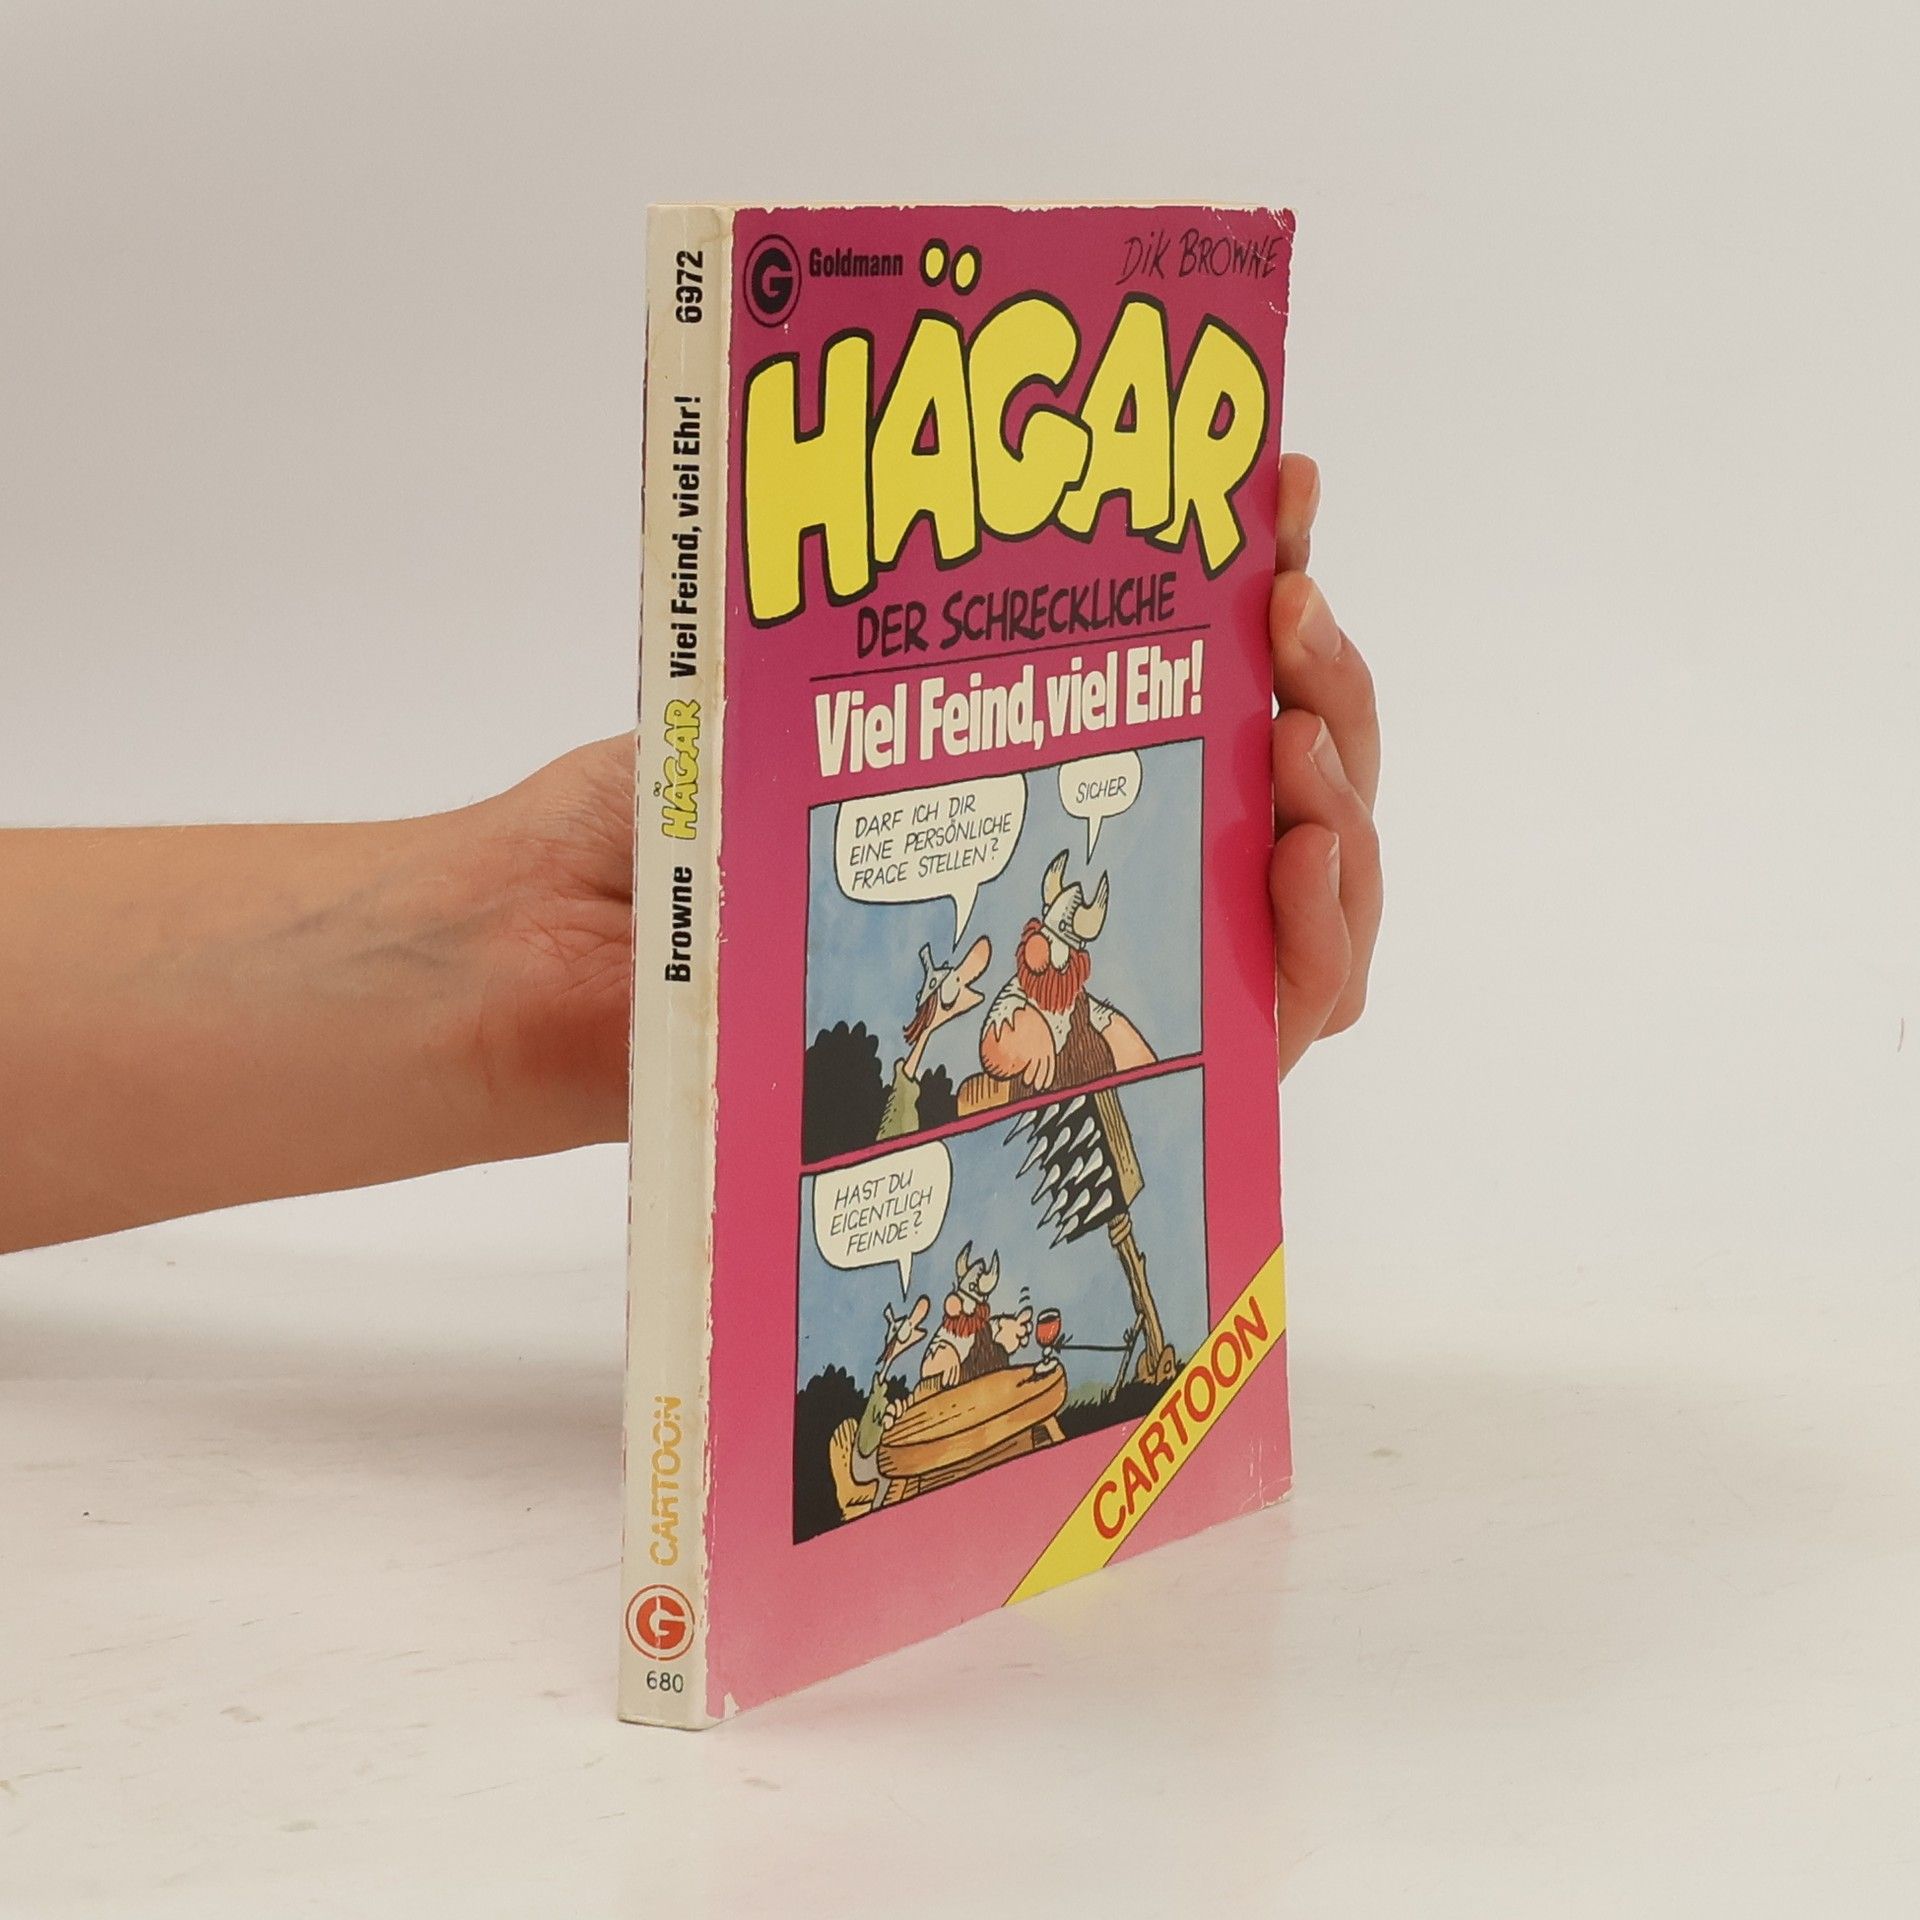 6972
Browne HÄGAR Viel Feind, viel Ehr!
CARTOON
G
680
G Goldmann
DiK BROWNE
HÄGAR
DER SCHRECKLICHE
Viel Feind, viel Ehr!
DARF ICH DIR
EINE PERSÖNLICHE
FRAGE STELLEN?
SICHER
HAST DU
EIGENTLICH
FEINDE?
CARTOON